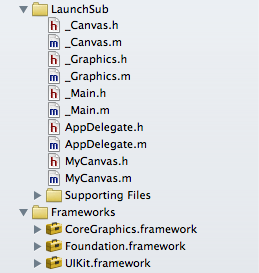 LaunchSub
_Canvas.h
_Canvas.m
_Graphics.h
_Graphics.m
_Main.h
_Main.m
AppDelegate.h
AppDelegate.m
MyCanvas.h
MyCanvas.m
Supporting Files
Frameworks
CoreGraphics.framework
Foundation.framework
UIKit.framework